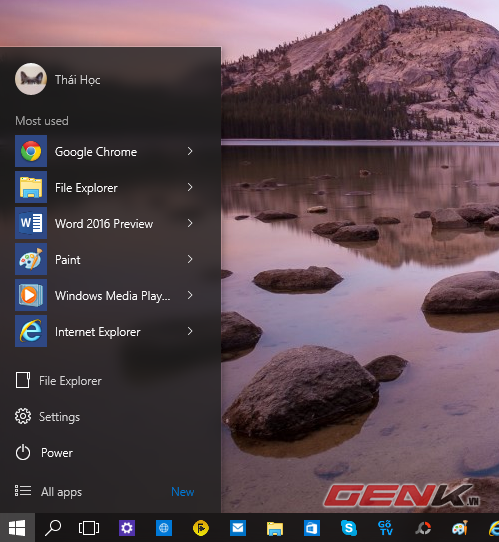 Thái Học
Most used
Google Chrome
File Explorer
Word 2016 Preview
Paint
Windows Media Play...
Internet Explorer
File Explorer
Settings
Power
All apps New
GENK.VN
Gõ
TV